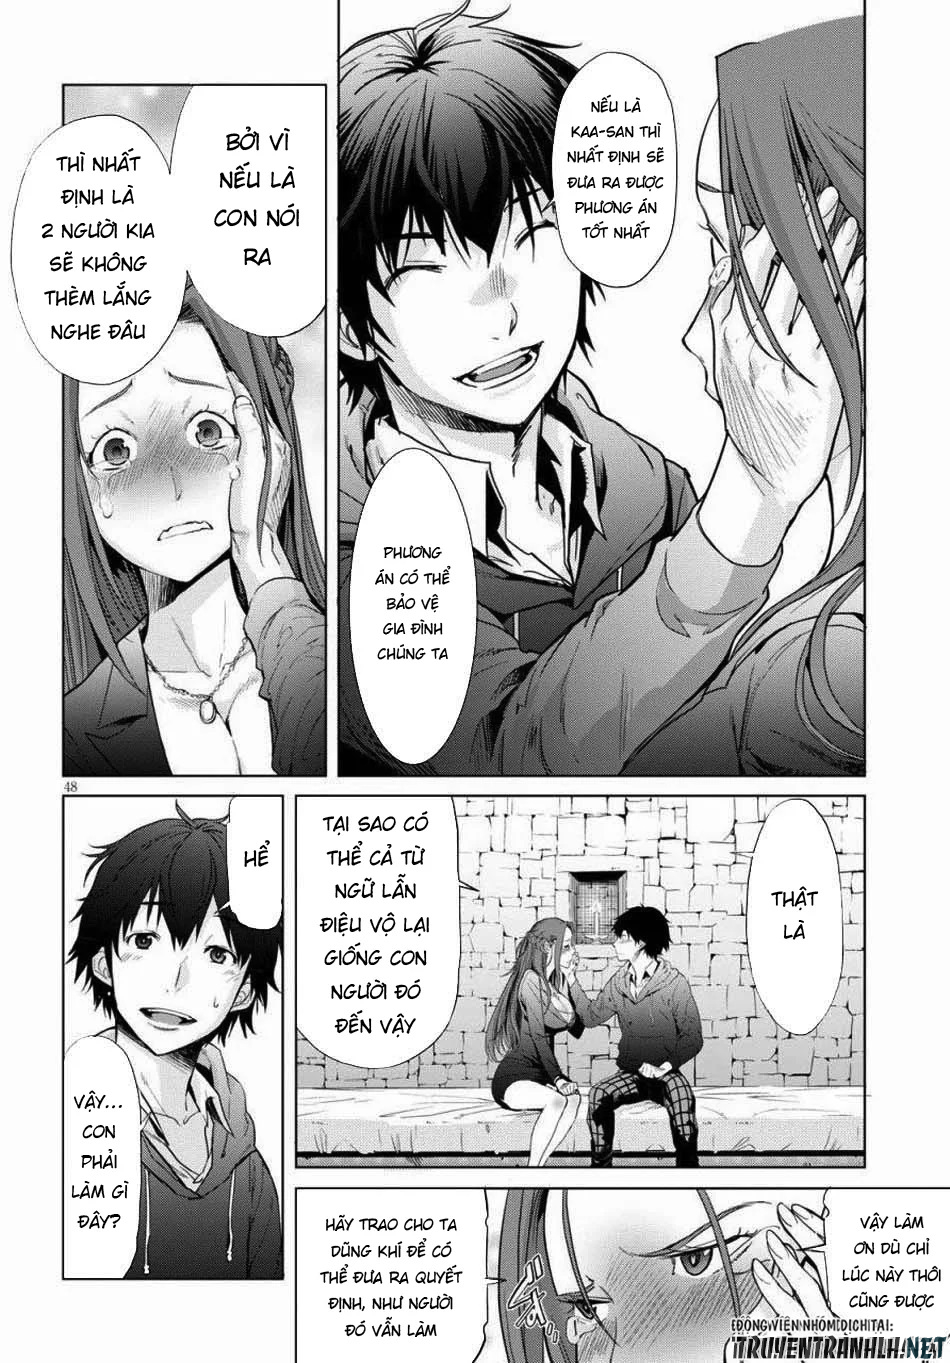 NẾU LÀ
KAA-SAN THÌ
NHẤT ĐỊNH SẼ
ĐƯA RA ĐƯỢC
PHƯƠNG ÁN
TỐT NHẤT
PHƯƠNG
ÁN CÓ THỂ
BẢO VỆ
GIA ĐÌNH
CHÚNG TA
BỞI VÌ
NẾU LÀ
CON NÓI
RA
THÌ NHẤT
ĐỊNH LÀ
2 NGƯỜI KIA
SẼ KHÔNG
THÈM LẮNG
NGHE ĐÂU
48
THẬT
LÀ
TẠI SAO CÓ
THỂ CẢ TỪ
NGỮ LẪN
ĐIỆU VỘ LẠI
GIỐNG CON
NGƯỜI ĐÓ
ĐẾN VẬY
HỂ
VẬY...
CON
PHẢI
LÀM GÌ
ĐÂY?
VẬY LÀM
ƠN DÙ CHỈ
LÚC NÀY THÔI
CŨNG ĐƯỢC
HÃY TRAO CHO TA
DŨNG KHÍ ĐỂ CÓ
THỂ ĐƯA RA QUYẾT
ĐỊNH, NHƯ NGƯỜI
ĐÓ VẪN LÀM
ĐỘNG VIÊN NHÓM DỊCH TẠI:
TRUYENTRANHLH.NET